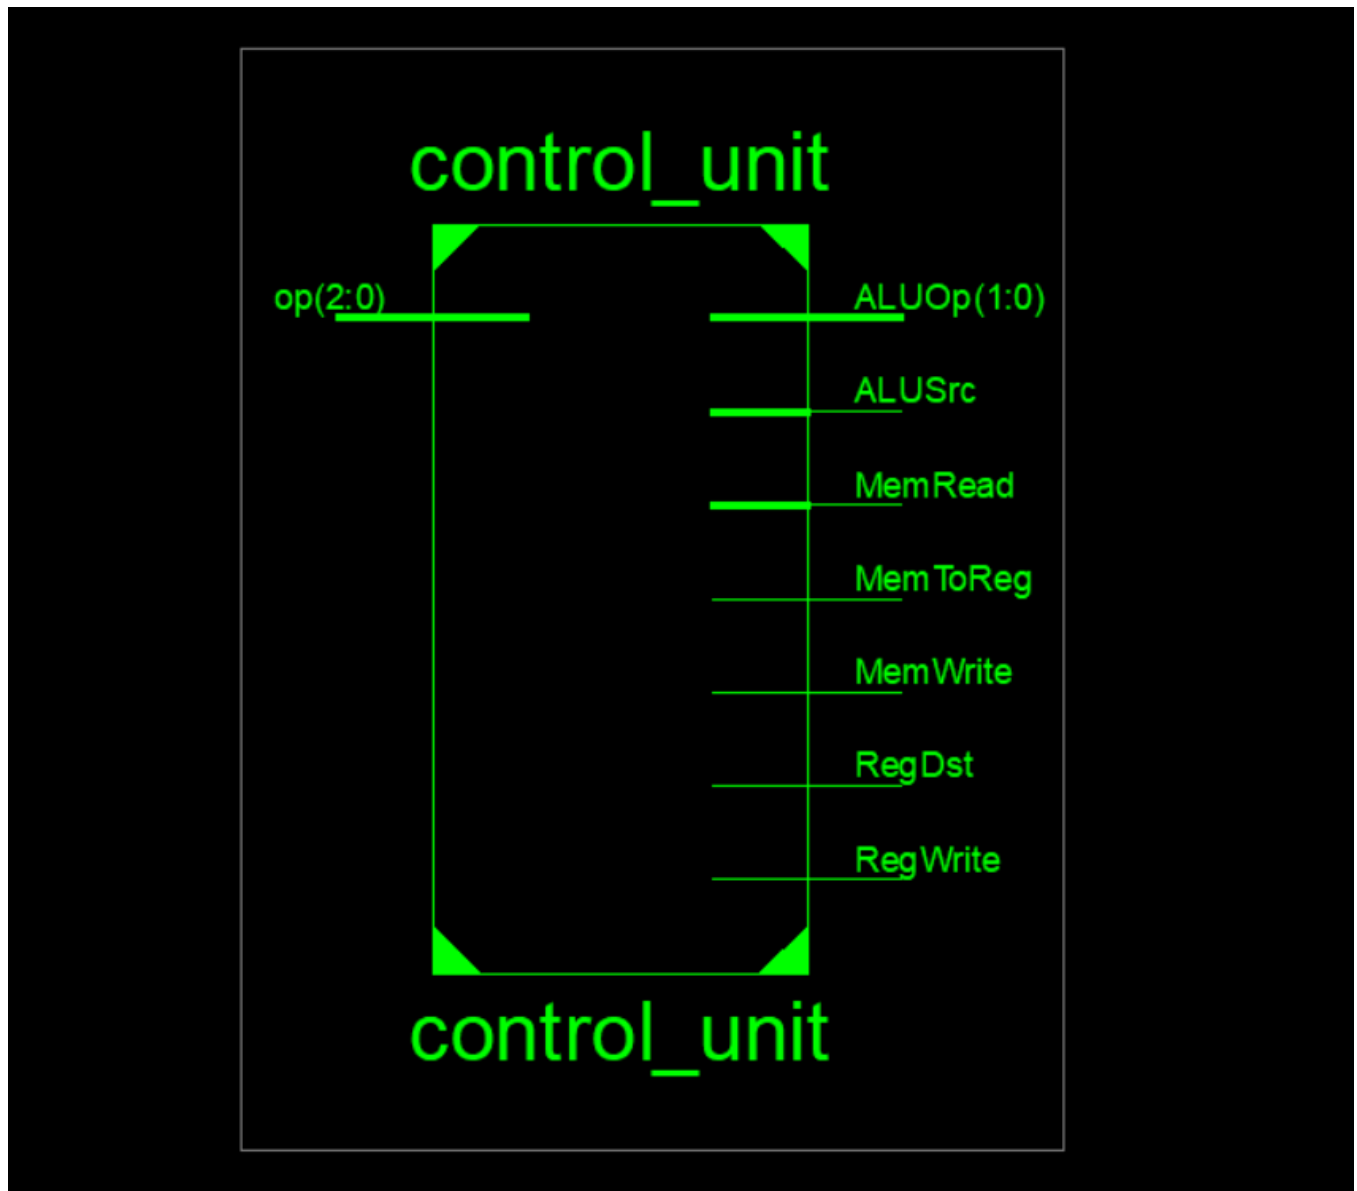 control_unit
op(2:0)
ALUOp(1:0)
ALUSrc
MemRead
MemToReg
MemWrite
RegDst
RegWrite
control_unit